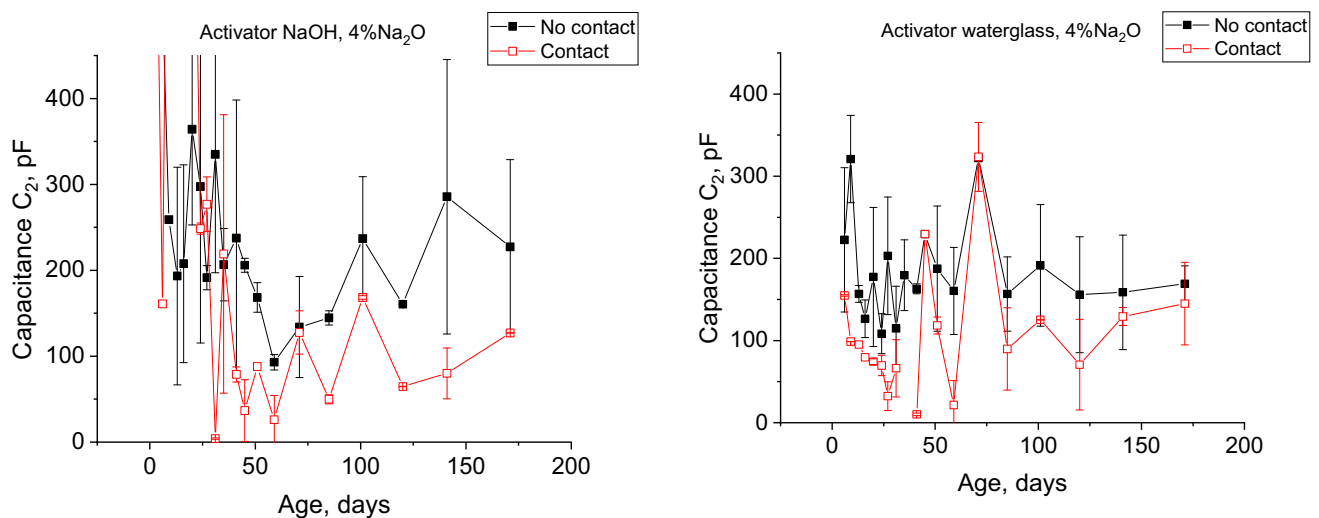 Activator NaOH, 4%Na₂O
No contact
Contact
Capacitance C₂, pF
400
300
200
100
0
0 50 100 150 200
Age, days
Activator waterglass, 4%Na₂O
No contact
Contact
Capacitance C₂, pF
400
300
200
100
0
0 50 100 150 200
Age, days